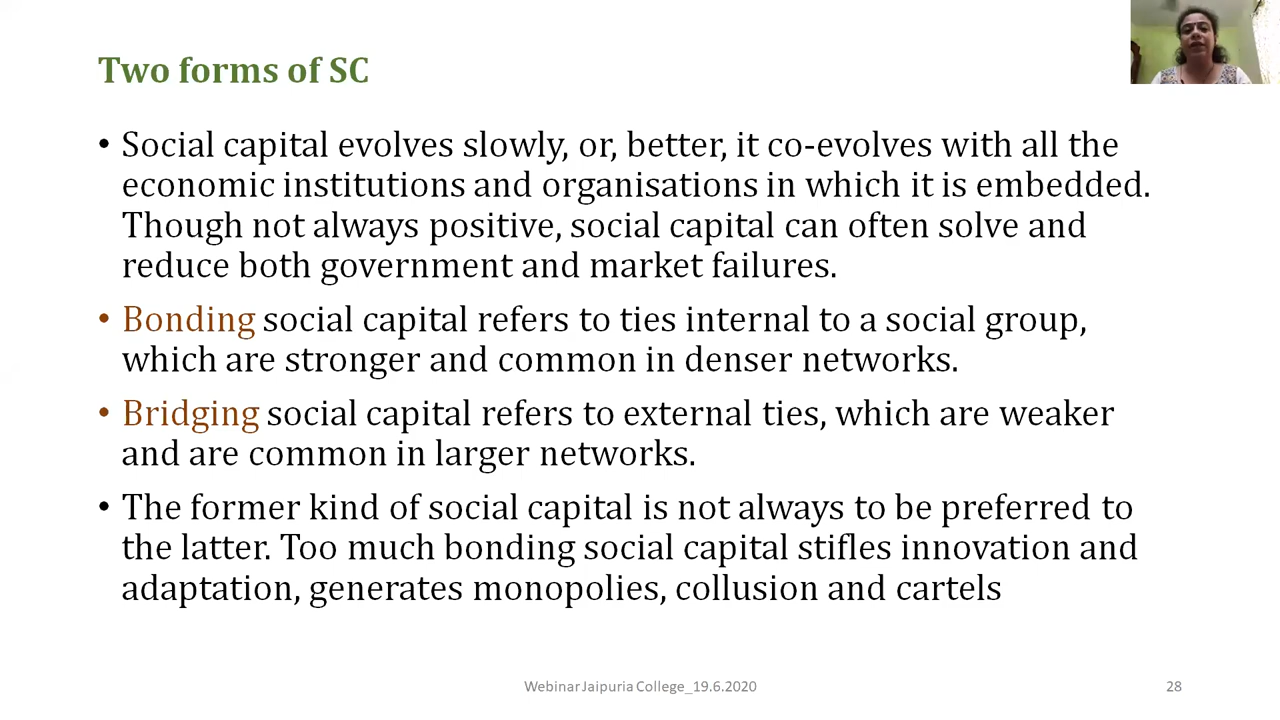 Two forms of SC
• Social capital evolves slowly, or, better, it co-evolves with all the
economic institutions and organisations in which it is embedded.
Though not always positive, social capital can often solve and
reduce both government and market failures.
• Bonding social capital refers to ties internal to a social group,
which are stronger and common in denser networks.
• Bridging social capital refers to external ties, which are weaker
and are common in larger networks.
• The former kind of social capital is not always to be preferred to
the latter. Too much bonding social capital stifles innovation and
adaptation, generates monopolies, collusion and cartels
Webinar Jaipuria College_19.6.2020
28